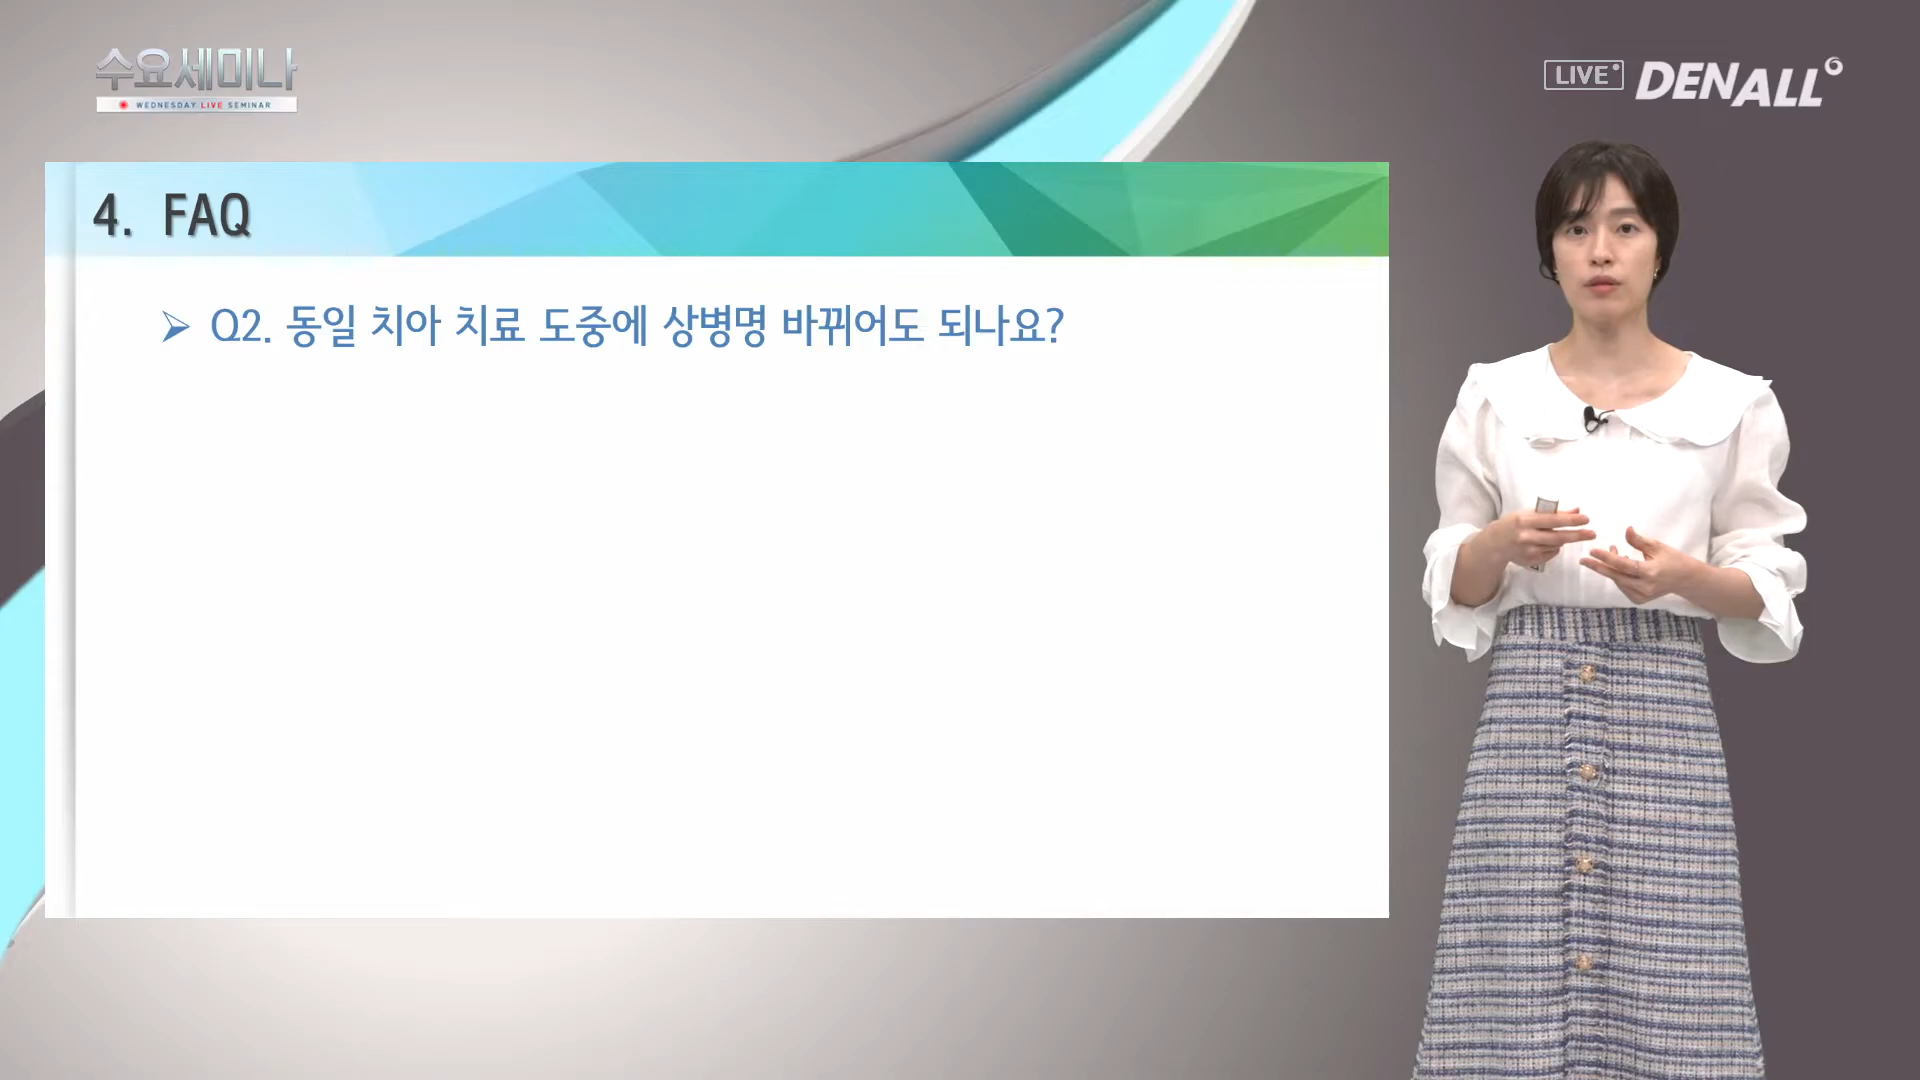 수요세미나
WEDNESDAY LIVE SEMINAR
LIVE
DENALL
4. FAQ
➢ Q2. 동일 치아 치료 도중에 상병명 바뀌어도 되나요?